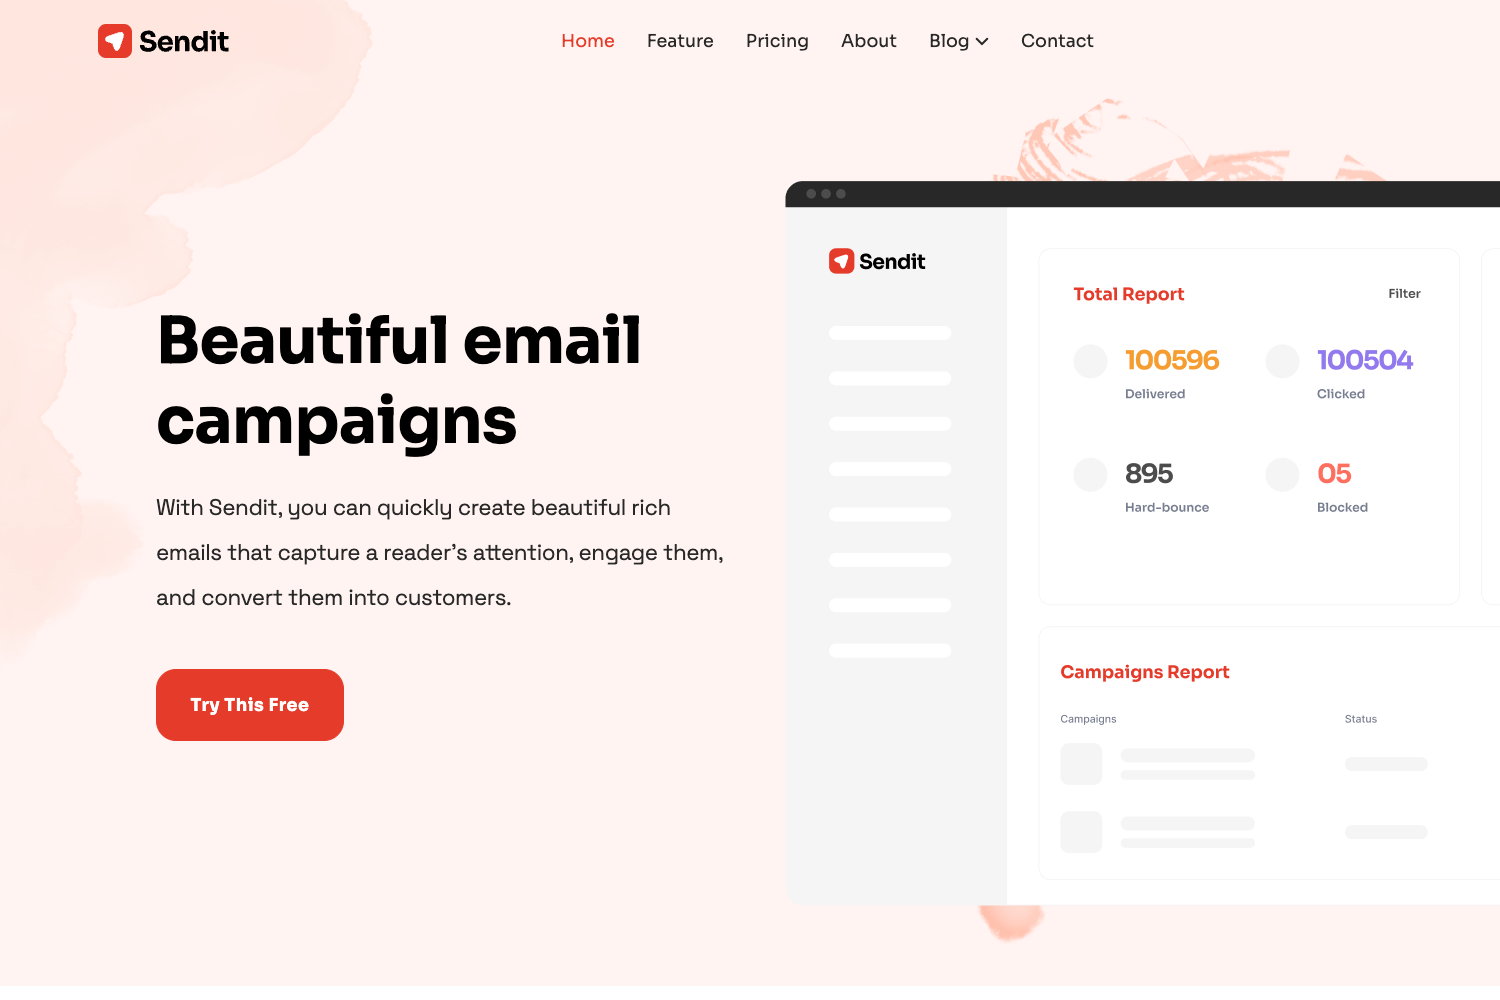 Sendit
Home Feature Pricing About Blog Contact
Beautiful email
campaigns
With Sendit, you can quickly create beautiful rich
emails that capture a reader’s attention, engage them,
and convert them into customers.
Try This Free
Sendit
Total Report Filter
100596 100504
Delivered Clicked
895 05
Hard-bounce Blocked
Campaigns Report
Campaigns Status